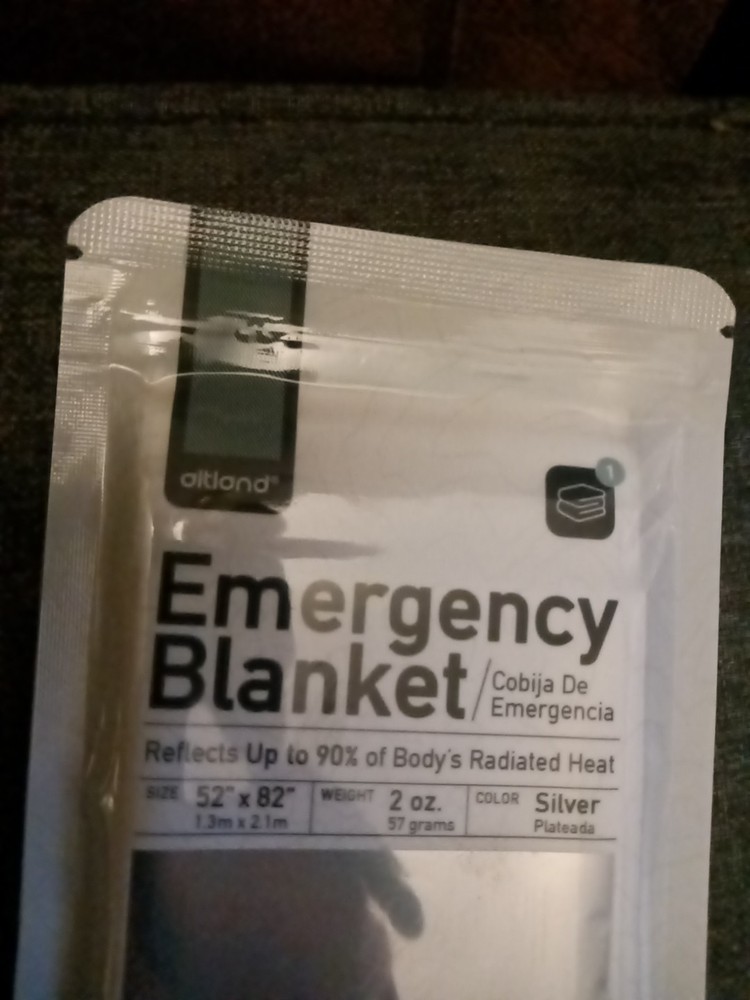 aitland®
1
Emergency
Blanket / Cobija De
Emergencia
Reflects Up to 90% of Body's Radiated Heat
SIZE 52" x 82" WEIGHT 2 oz. COLOR Silver
1.3m x 2.1m 57 grams Plateada